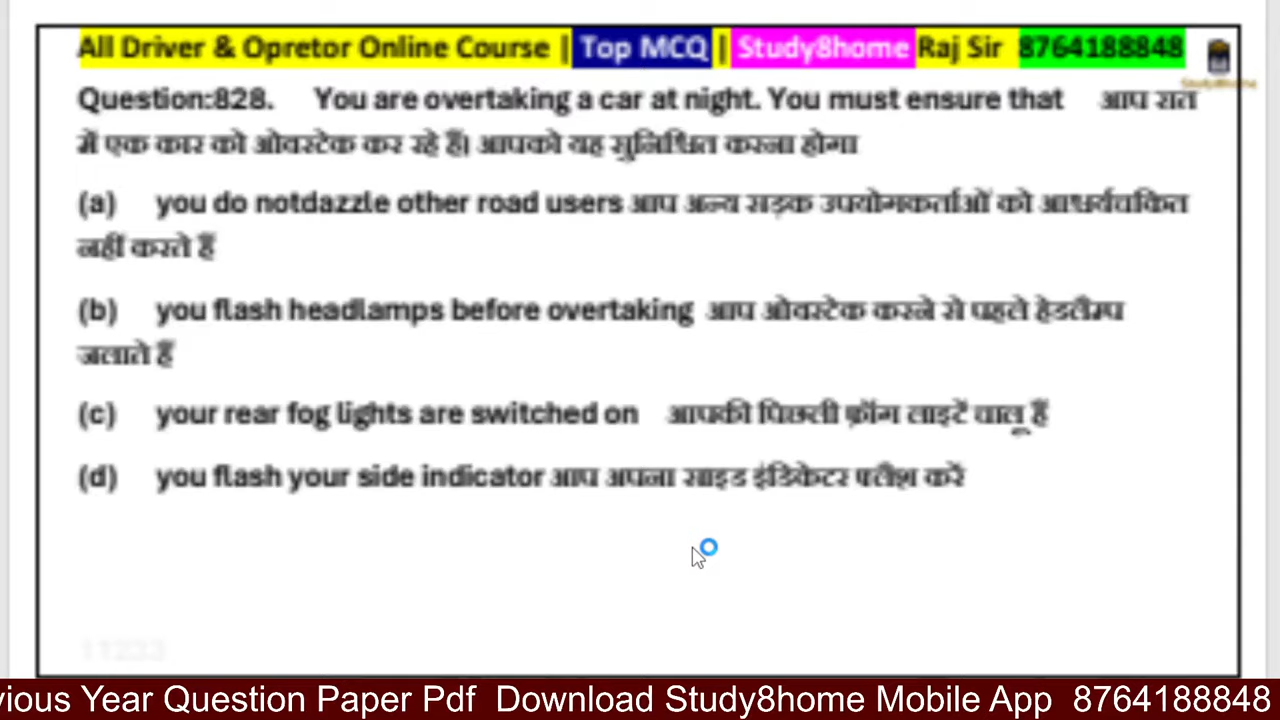 All Driver & Opretor Online Course | Top MCQ | Study8home Raj Sir 8764188848
Study8home
Question:828. You are overtaking a car at night. You must ensure that आप रात
में एक कार को ओवरटेक कर रहे हैं। आपको यह सुनिश्चित करना होगा
(a) you do notdazzle other road users आप अन्य सड़क उपयोगकर्ताओं को आश्चर्यचकित
नहीं करते हैं
(b) you flash headlamps before overtaking आप ओवरटेक करने से पहले हेडलैम्प
जलाते हैं
(c) your rear fog lights are switched on आपकी पिछली फ़ॉग लाइटें चालू हैं
(d) you flash your side indicator आप अपना साइड इंडिकेटर फ्लैश करें
vious Year Question Paper Pdf Download Study8home Mobile App 8764188848